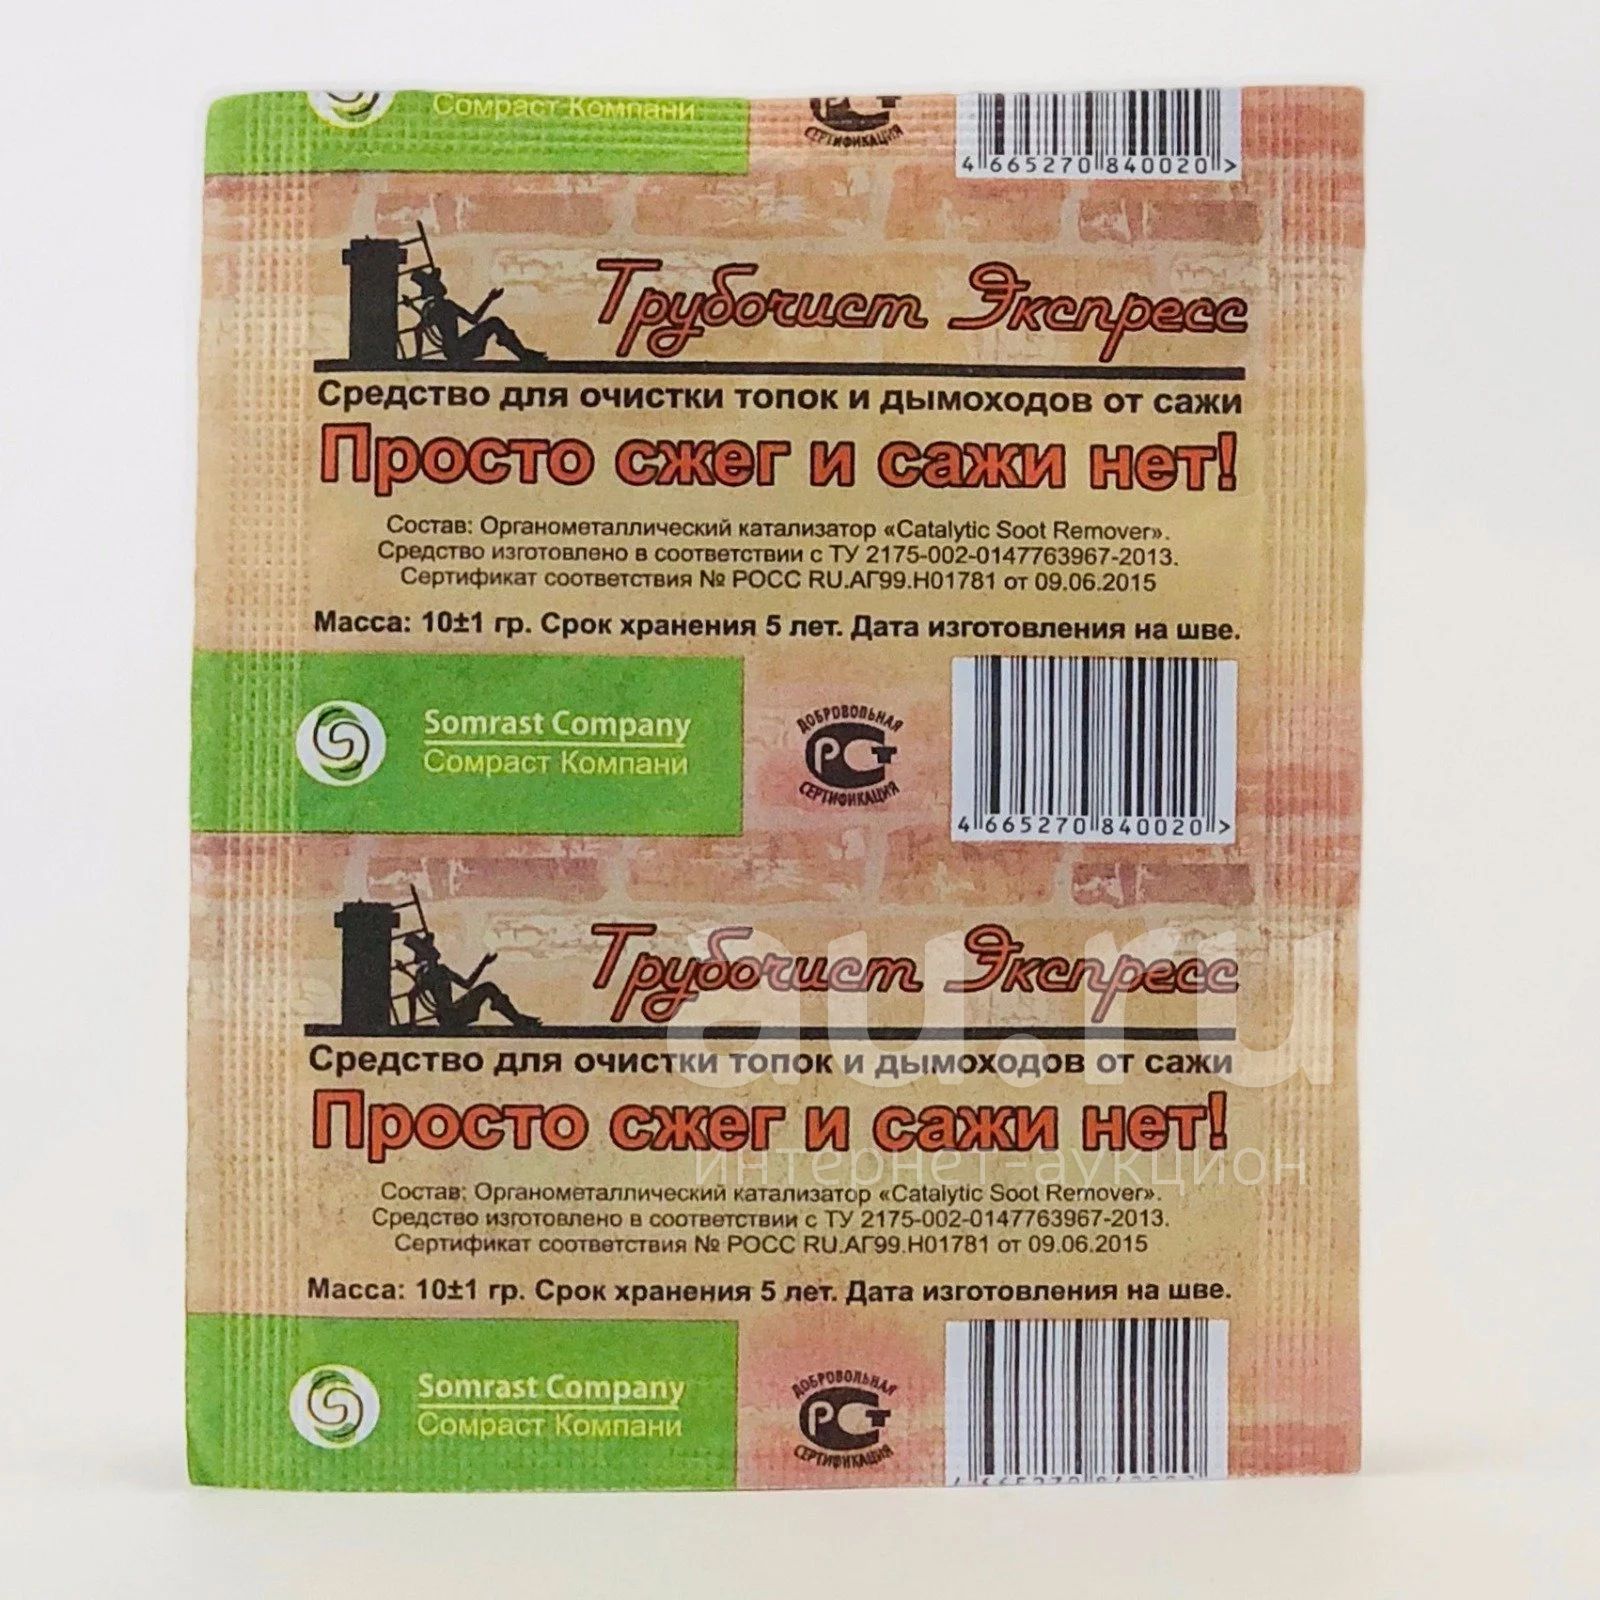 Сомраст Компани
РСТ
СЕРТИФИКАЦИЯ
4 665270 840020 >
Трубочист Экспресс
Средство для очистки топок и дымоходов от сажи
Просто сжег и сажи нет!
Состав: Органометаллический катализатор «Catalytic Soot Remover».
Средство изготовлено в соответствии с ТУ 2175-002-0147763967-2013.
Сертификат соответствия № РОСС RU.АГ99.Н01781 от 09.06.2015
Масса: 10±1 гр. Срок хранения 5 лет. Дата изготовления на шве.
Somrast Company
Сомраст Компани
ДОБРОВОЛЬНАЯ
РСТ
СЕРТИФИКАЦИЯ
4 665270 840020 >
Трубочист Экспресс
au.ru
Средство для очистки топок и дымоходов от сажи
Просто сжег и сажи нет!
интернет-аукцион
Состав: Органометаллический катализатор «Catalytic Soot Remover».
Средство изготовлено в соответствии с ТУ 2175-002-0147763967-2013.
Сертификат соответствия № РОСС RU.АГ99.Н01781 от 09.06.2015
Масса: 10±1 гр. Срок хранения 5 лет. Дата изготовления на шве.
Somrast Company
Сомраст Компани
ДОБРОВОЛЬНАЯ
РСТ
СЕРТИФИКАЦИЯ